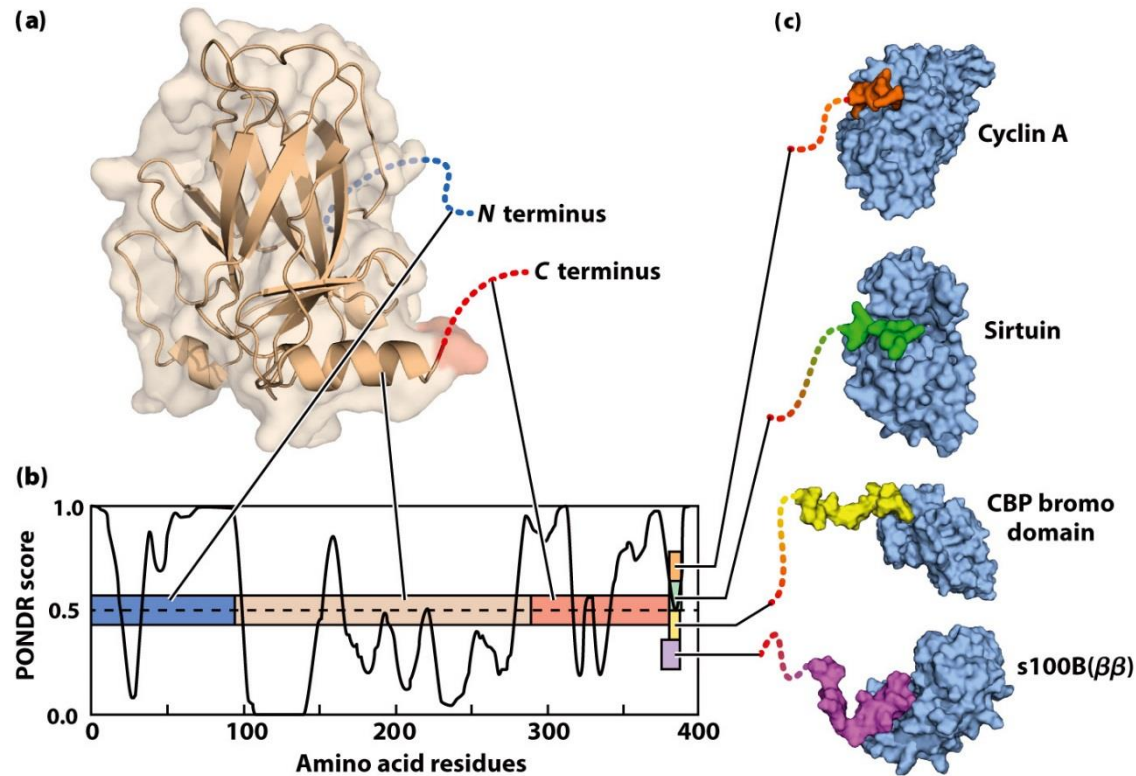 (a)
N terminus
C terminus
(b)
PONDR score
1.0
0.5
0.0
0
100
200
300
400
Amino acid residues
(c)
Cyclin A
Sirtuin
CBP bromo
domain
s100B(ββ)